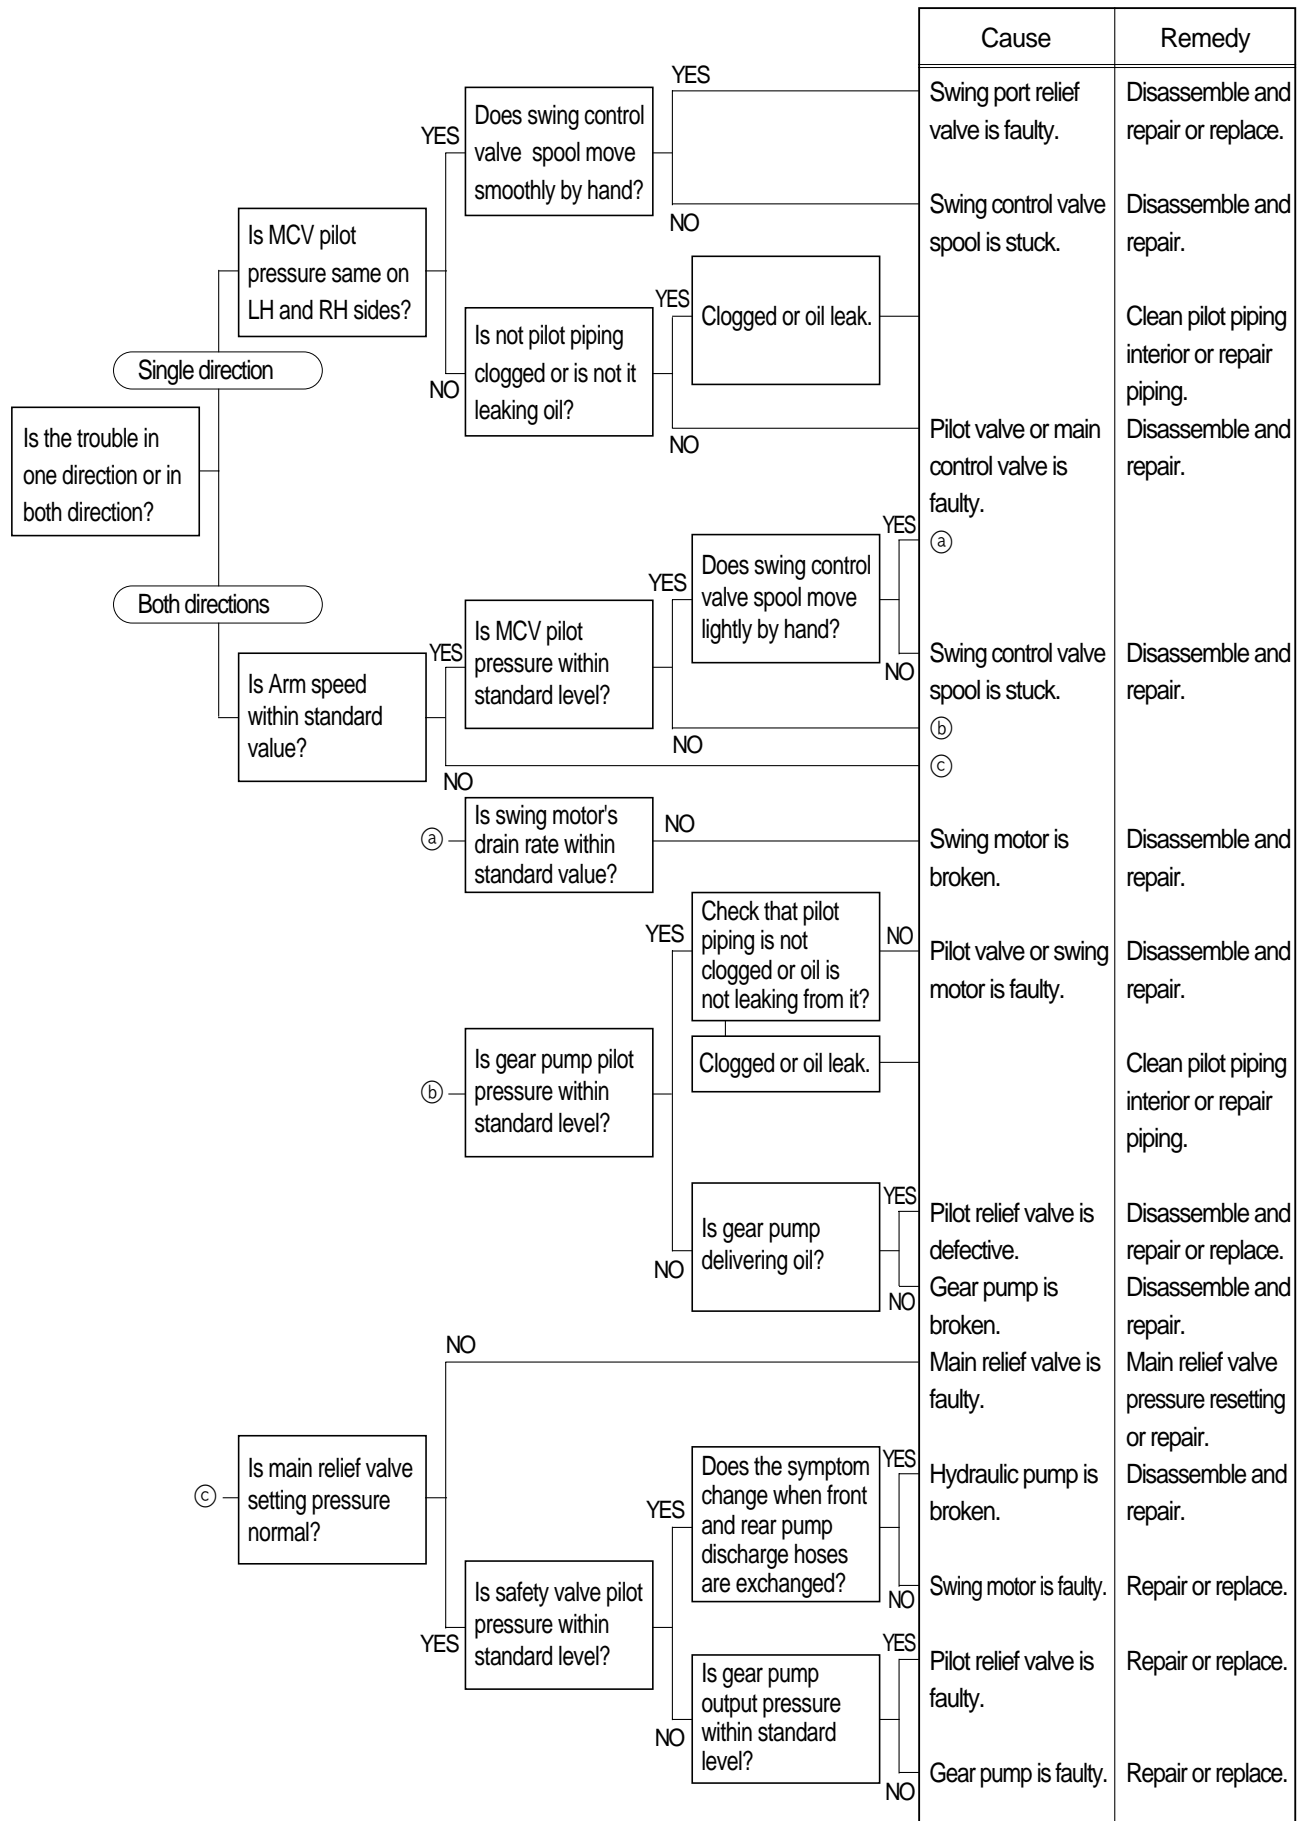 Cause
Remedy
YES
Does swing control
valve spool move
smoothly by hand?
YES
NO
Swing port relief
valve is faulty.
Disassemble and
repair or replace.
Swing control valve
spool is stuck.
Disassemble and
repair.
Is MCV pilot
pressure same on
LH and RH sides?
NO
Is not pilot piping
clogged or is not it
leaking oil?
YES
Clogged or oil leak.
Clean pilot piping
interior or repair
piping.
NO
Pilot valve or main
control valve is
faulty.
Disassemble and
repair.
Single direction
Is the trouble in
one direction or in
both direction?
Both directions
Is Arm speed
within standard
value?
YES
Is MCV pilot
pressure within
standard level?
YES
Does swing control
valve spool move
lightly by hand?
YES
ⓐ
NO
Swing control valve
spool is stuck.
Disassemble and
repair.
NO
ⓑ
NO
ⓒ
ⓐ
Is swing motor's
drain rate within
standard value?
NO
Swing motor is
broken.
Disassemble and
repair.
ⓑ
Is gear pump pilot
pressure within
standard level?
YES
Check that pilot
piping is not
clogged or oil is
not leaking from it?
NO
Pilot valve or swing
motor is faulty.
Disassemble and
repair.
Clogged or oil leak.
Clean pilot piping
interior or repair
piping.
NO
Is gear pump
delivering oil?
YES
Pilot relief valve is
defective.
Disassemble and
repair or replace.
NO
Gear pump is
broken.
Disassemble and
repair.
ⓒ
Is main relief valve
setting pressure
normal?
NO
Main relief valve is
faulty.
Main relief valve
pressure resetting
or repair.
YES
Is safety valve pilot
pressure within
standard level?
YES
Does the symptom
change when front
and rear pump
discharge hoses
are exchanged?
YES
Hydraulic pump is
broken.
Disassemble and
repair.
NO
Swing motor is faulty.
Repair or replace.
NO
Is gear pump
output pressure
within standard
level?
YES
Pilot relief valve is
faulty.
Repair or replace.
NO
Gear pump is faulty.
Repair or replace.